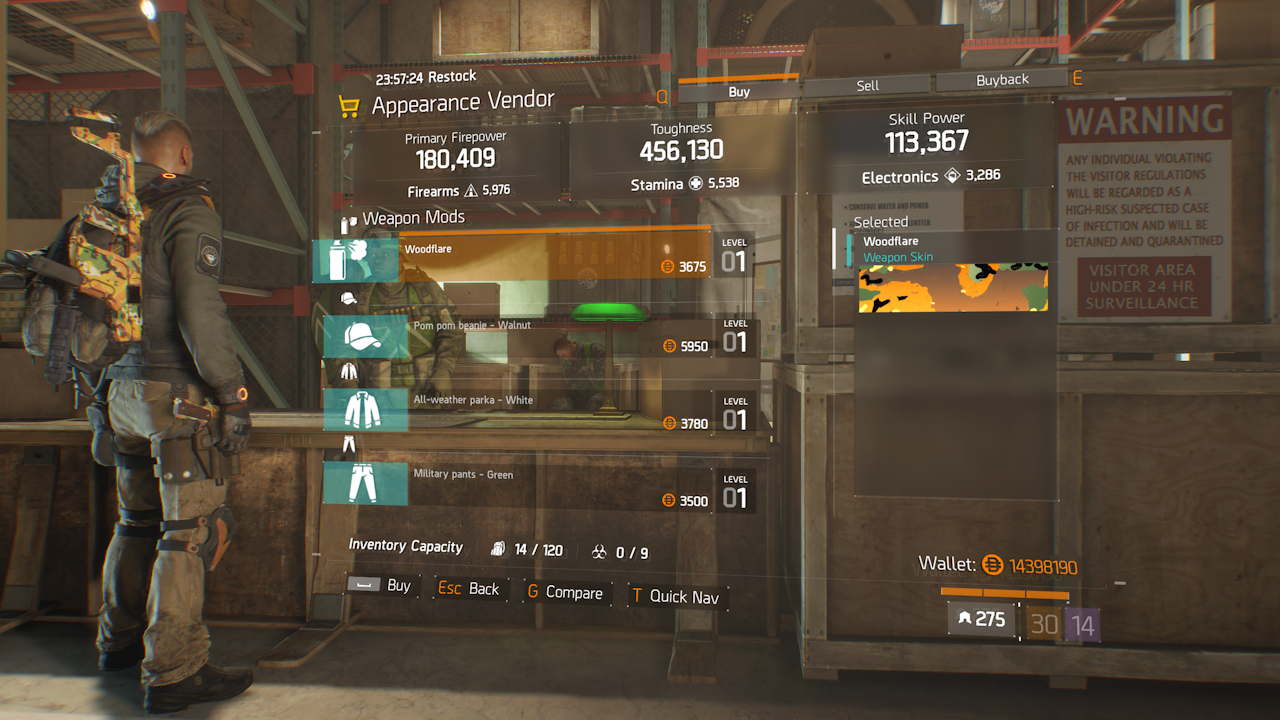 23:57:24 Restock
Appearance Vendor
Q
Buy
Sell
Buyback
E
Primary Firepower
180,409
Firearms 5,976
Toughness
456,130
Stamina 5,538
Skill Power
113,367
Electronics 3,286
Weapon Mods
Woodflare
3675
LEVEL
01
Pom pom beanie - Walnut
5950
LEVEL
01
All-weather parka - White
3780
LEVEL
01
Military pants - Green
3500
LEVEL
01
Inventory Capacity 14 / 120 0 / 9
Buy Esc Back G Compare T Quick Nav
Selected
Woodflare
Weapon Skin
Wallet: 14398190
275 30 14
CONSERVE WATER AND POWER
WARNING
ANY INDIVIDUAL VIOLATING
THE VISITOR REGULATIONS
WILL BE REGARDED AS A
HIGH-RISK SUSPECTED CASE
OF INFECTION AND WILL BE
DETAINED AND QUARANTINED
VISITOR AREA
UNDER 24 HR
SURVEILLANCE